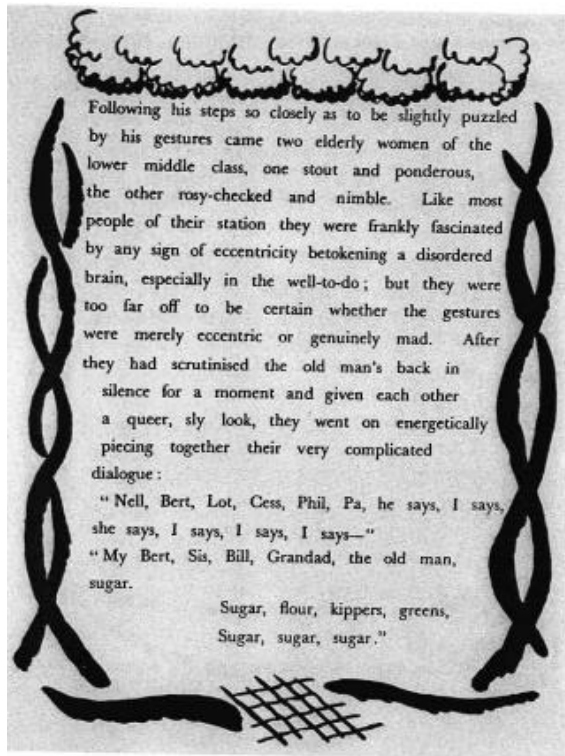 Following his steps so closely as to be slightly puzzled
by his gestures came two elderly women of the
lower middle class, one stout and ponderous,
the other rosy-checked and nimble. Like most
people of their station they were frankly fascinated
by any sign of eccentricity betokening a disordered
brain, especially in the well-to-do ; but they were
too far off to be certain whether the gestures
were merely eccentric or genuinely mad. After
they had scrutinised the old man's back in
silence for a moment and given each other
a queer, sly look, they went on energetically
piecing together their very complicated
dialogue :
“ Nell, Bert, Lot, Cess, Phil, Pa, he says, I says,
she says, I says, I says, I says—”
“ My Bert, Sis, Bill, Grandad, the old man,
sugar.
Sugar, flour, kippers, greens,
Sugar, sugar, sugar.”